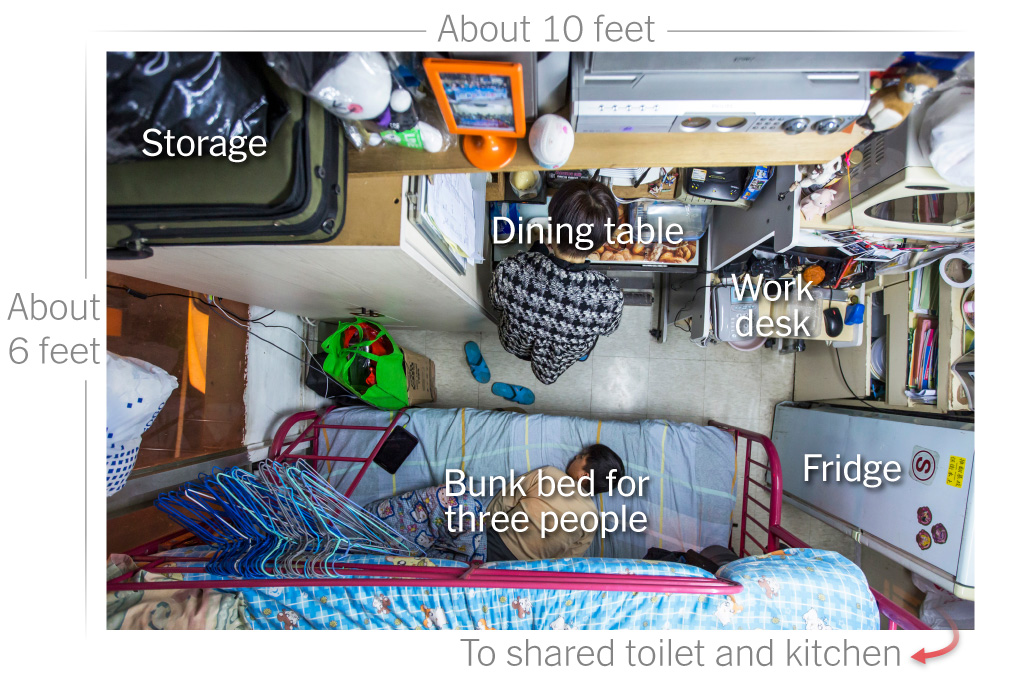 About 10 feet
Storage
Dining table
Work
desk
About
6 feet
Fridge
Bunk bed for
three people
To shared toilet and kitchen